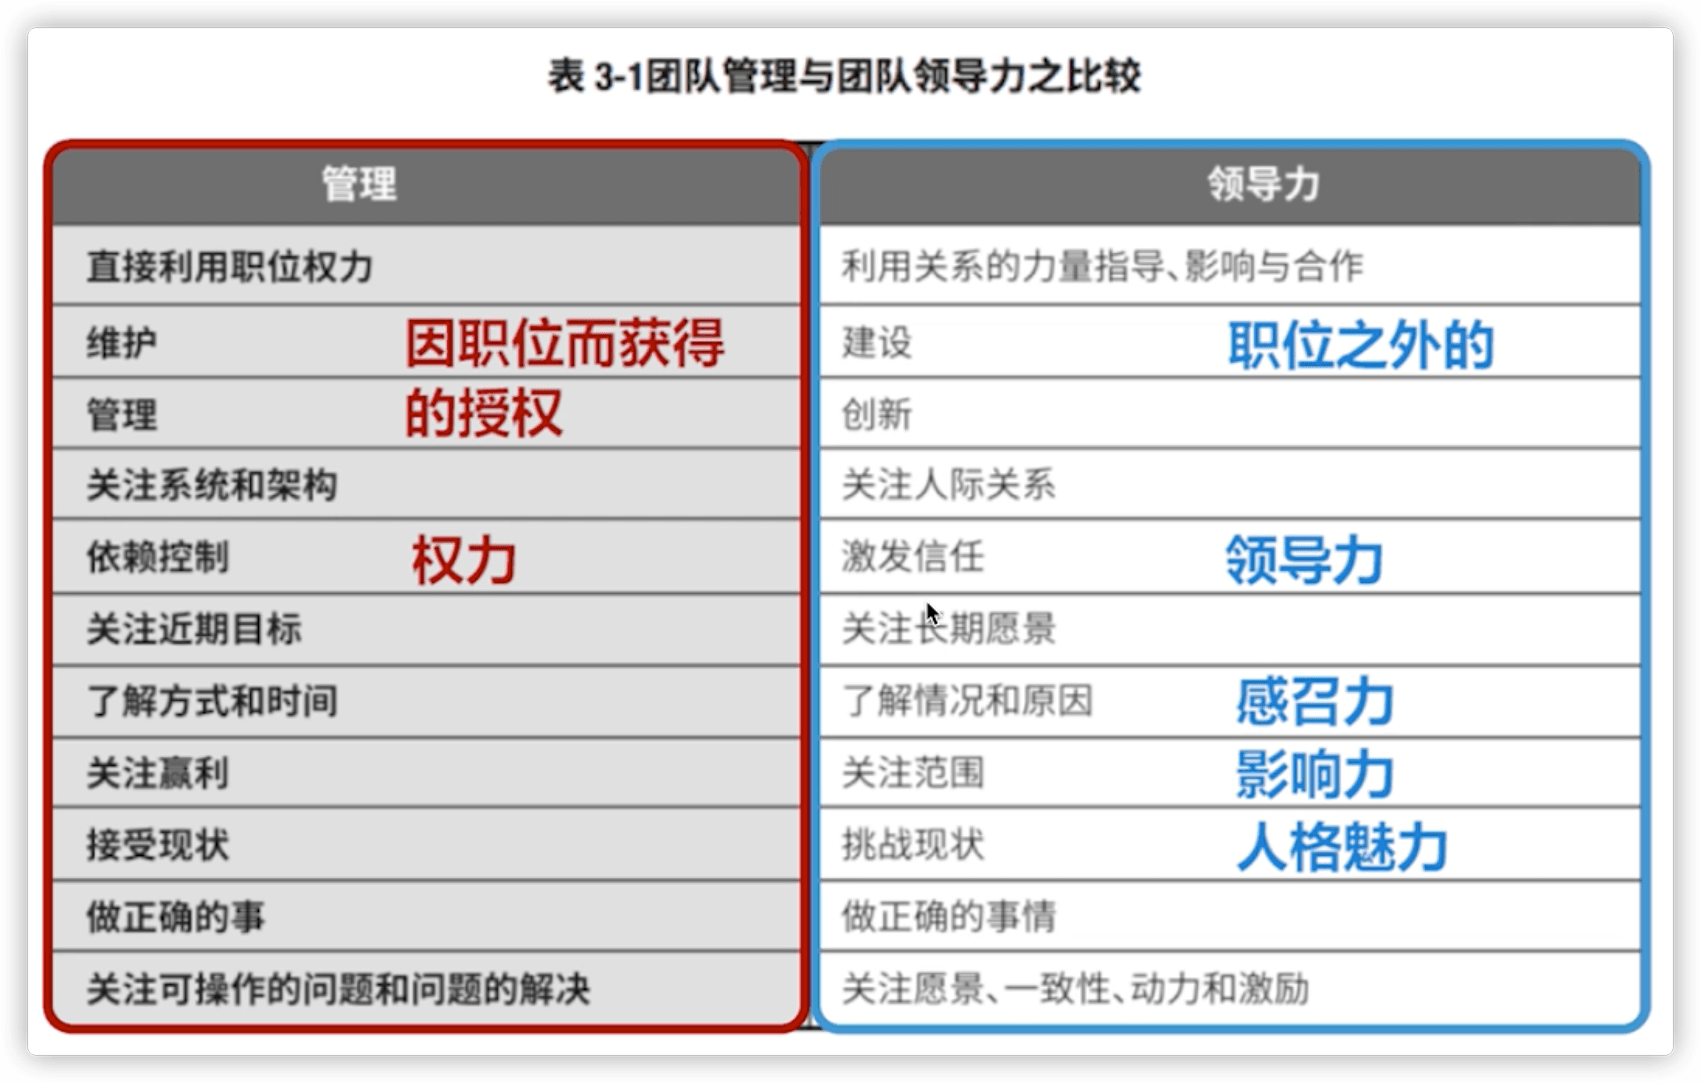 表 3-1团队管理与团队领导力之比较
管理 领导力
直接利用职位权力 利用关系的力量指导、影响与合作
维护 因职位而获得 建设 职位之外的
管理 的授权 创新
关注系统和架构 关注人际关系
依赖控制 权力 激发信任 领导力
关注近期目标 关注长期愿景
了解方式和时间 了解情况和原因 感召力
关注赢利 关注范围 影响力
接受现状 挑战现状 人格魅力
做正确的事 做正确的事情
关注可操作的问题和问题的解决 关注愿景、一致性、动力和激励